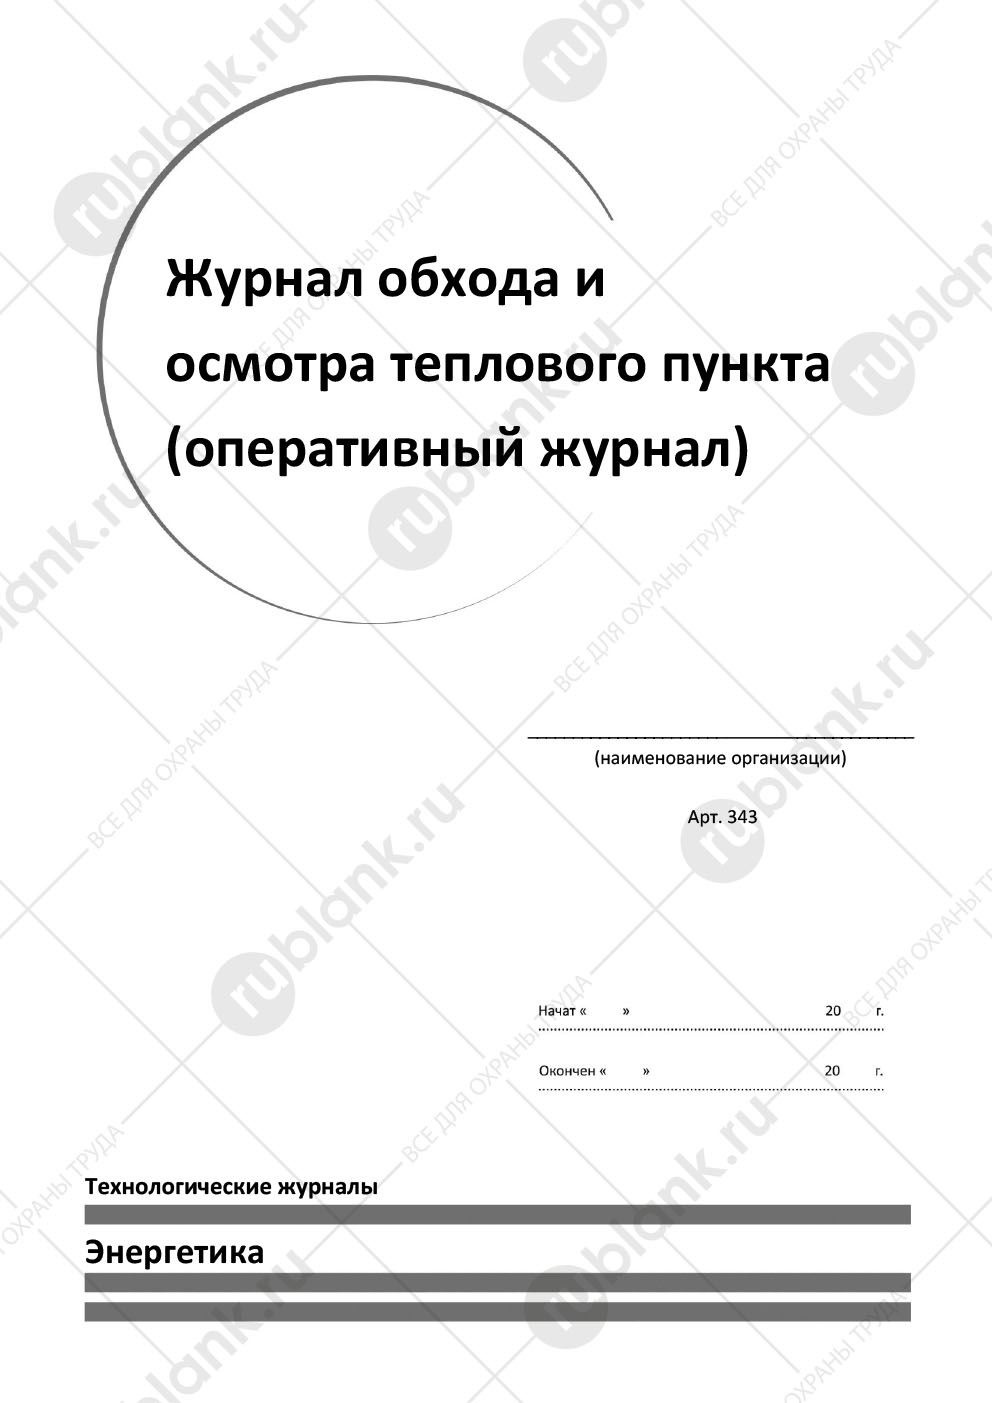 Журнал обхода и
осмотра теплового пункта
(оперативный журнал)
(наименование организации)
Арт. 343
Начат « » 20 г.
Окончен « » 20 г.
Технологические журналы
Энергетика
rublank.ru
ВСЕ ДЛЯ ОХРАНЫ ТРУДА